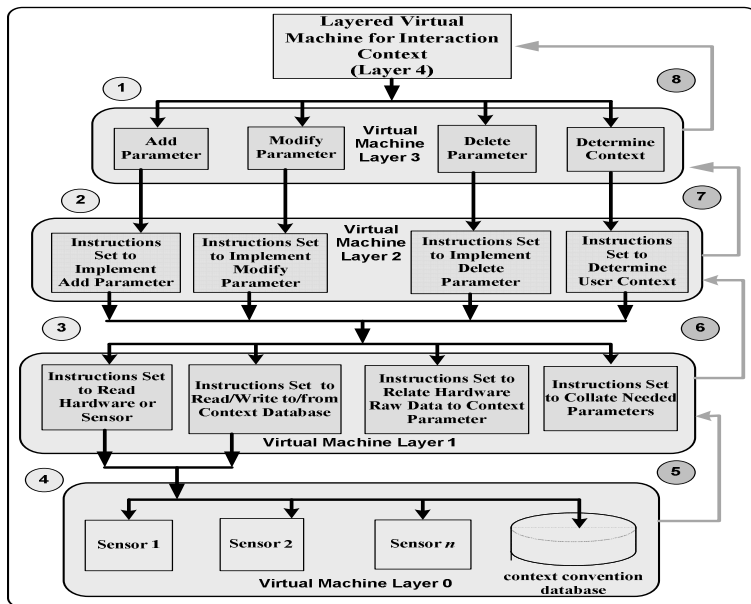 Layered Virtual
Machine for Interaction
Context
(Layer 4)
8
1
Add
Parameter
Modify
Parameter
Virtual
Machine
Layer 3
Delete
Parameter
Determine
Context
2
7
Instructions
Set to
Implement
Add Parameter
Instructions Set
to Implement
Modify
Parameter
Virtual
Machine
Layer 2
Instructions
Set to Implement
Delete
Parameter
Instructions
Set to
Determine
User Context
3
6
Instructions Set
to Read
Hardware or
Sensor
Instructions Set to
Read/Write to/from
Context Database
Instructions Set to
Relate Hardware
Raw Data to Context
Parameter
Instructions Set
to Collate Needed
Parameters
Virtual Machine Layer 1
4
5
Sensor 1
Sensor 2
Sensor n
context convention
database
Virtual Machine Layer 0